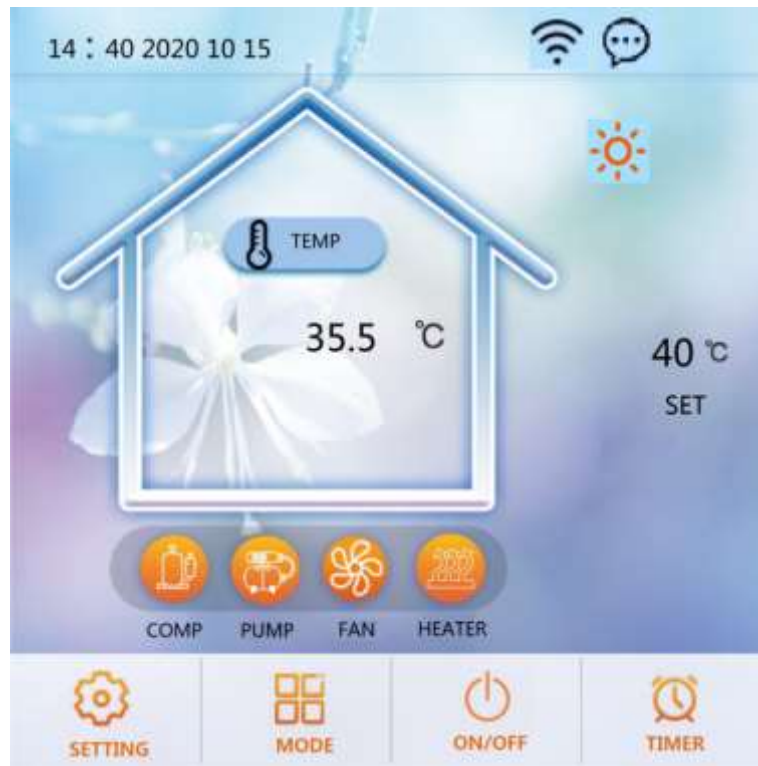 14 : 40 2020 10 15
TEMP
35.5 ℃
40 ℃
SET
COMP PUMP FAN HEATER
SETTING MODE ON/OFF TIMER